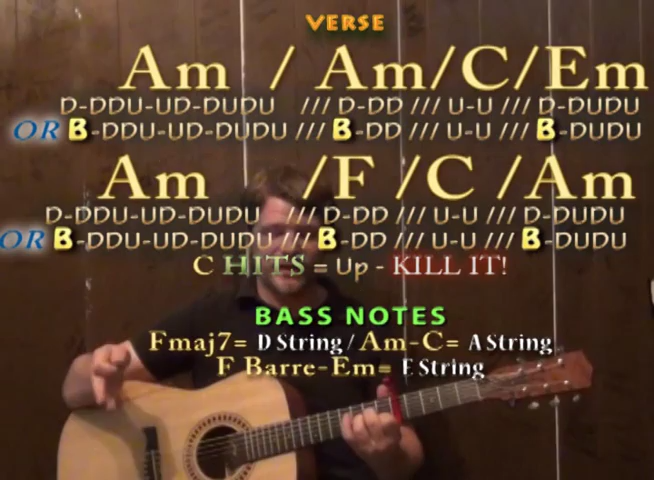 VERSE
Am / Am/C/Em
D-DDU-UD-DUDU /// D-DD /// U-U /// D-DUDU
OR B-DDU-UD-DUDU /// B-DD /// U-U /// B-DUDU
Am /F /C /Am
D-DDU-UD-DUDU /// D-DD /// U-U /// D-DUDU
OR B-DDU-UD-DUDU /// B-DD /// U-U /// B-DUDU
C HITS = Up - KILL IT!
BASS NOTES
Fmaj7= D String / Am-C= A String
F Barre-Em= E String